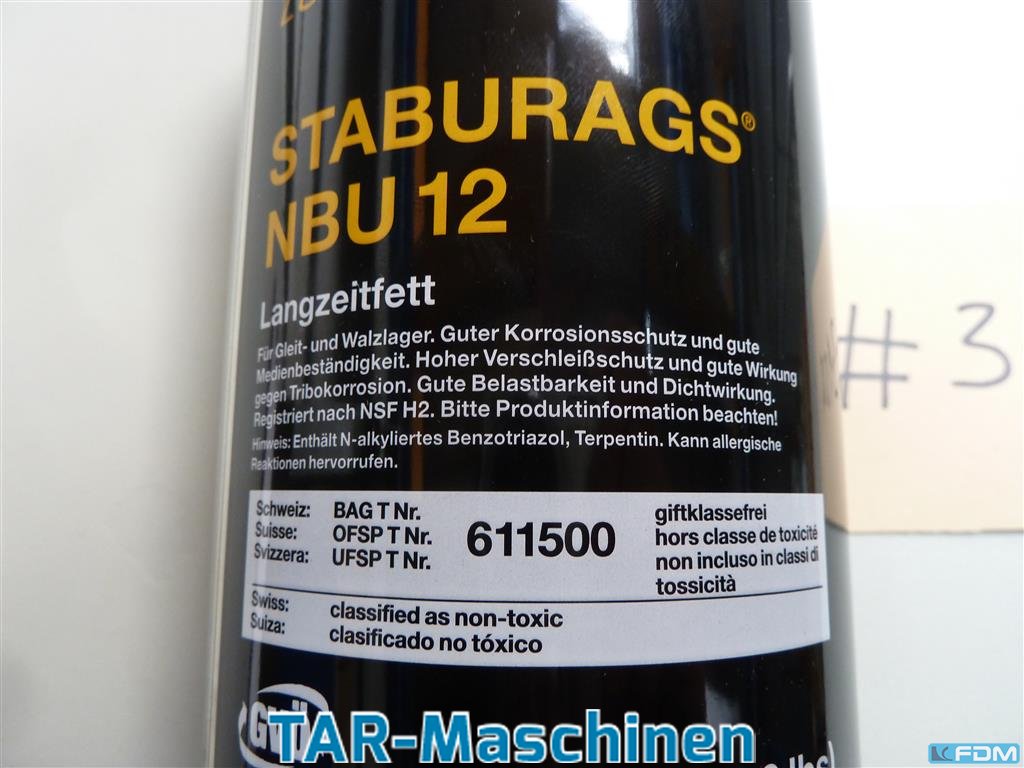 STABURAGS®
NBU 12
Langzeitfett
Für Gleit- und Walzlager. Guter Korrosionsschutz und gute
Medienbeständigkeit. Hoher Verschleißschutz und gute Wirkung
gegen Tribokorrosion. Gute Belastbarkeit und Dichtwirkung.
Registriert nach NSF H2. Bitte Produktinformation beachten!
Hinweis: Enthält N-alkyliertes Benzotriazol, Terpentin. Kann allergische
Reaktionen hervorrufen.
Schweiz: BAG T Nr. 611500 giftklassefrei
Suisse: OFSP T Nr. hors classe de toxicité
Svizzera: UFSP T Nr. non incluso in classi di
tossicità
Swiss: classified as non-toxic
Suiza: clasificado no tóxico
# 3
TAR-Maschinen
FDM